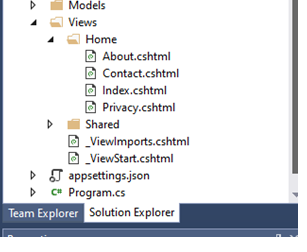 Models
Views
Home
About.cshtml
Contact.cshtml
Index.cshtml
Privacy.cshtml
Shared
_ViewImports.cshtml
_ViewStart.cshtml
appsettings.json
C# Program.cs
Team Explorer Solution Explorer